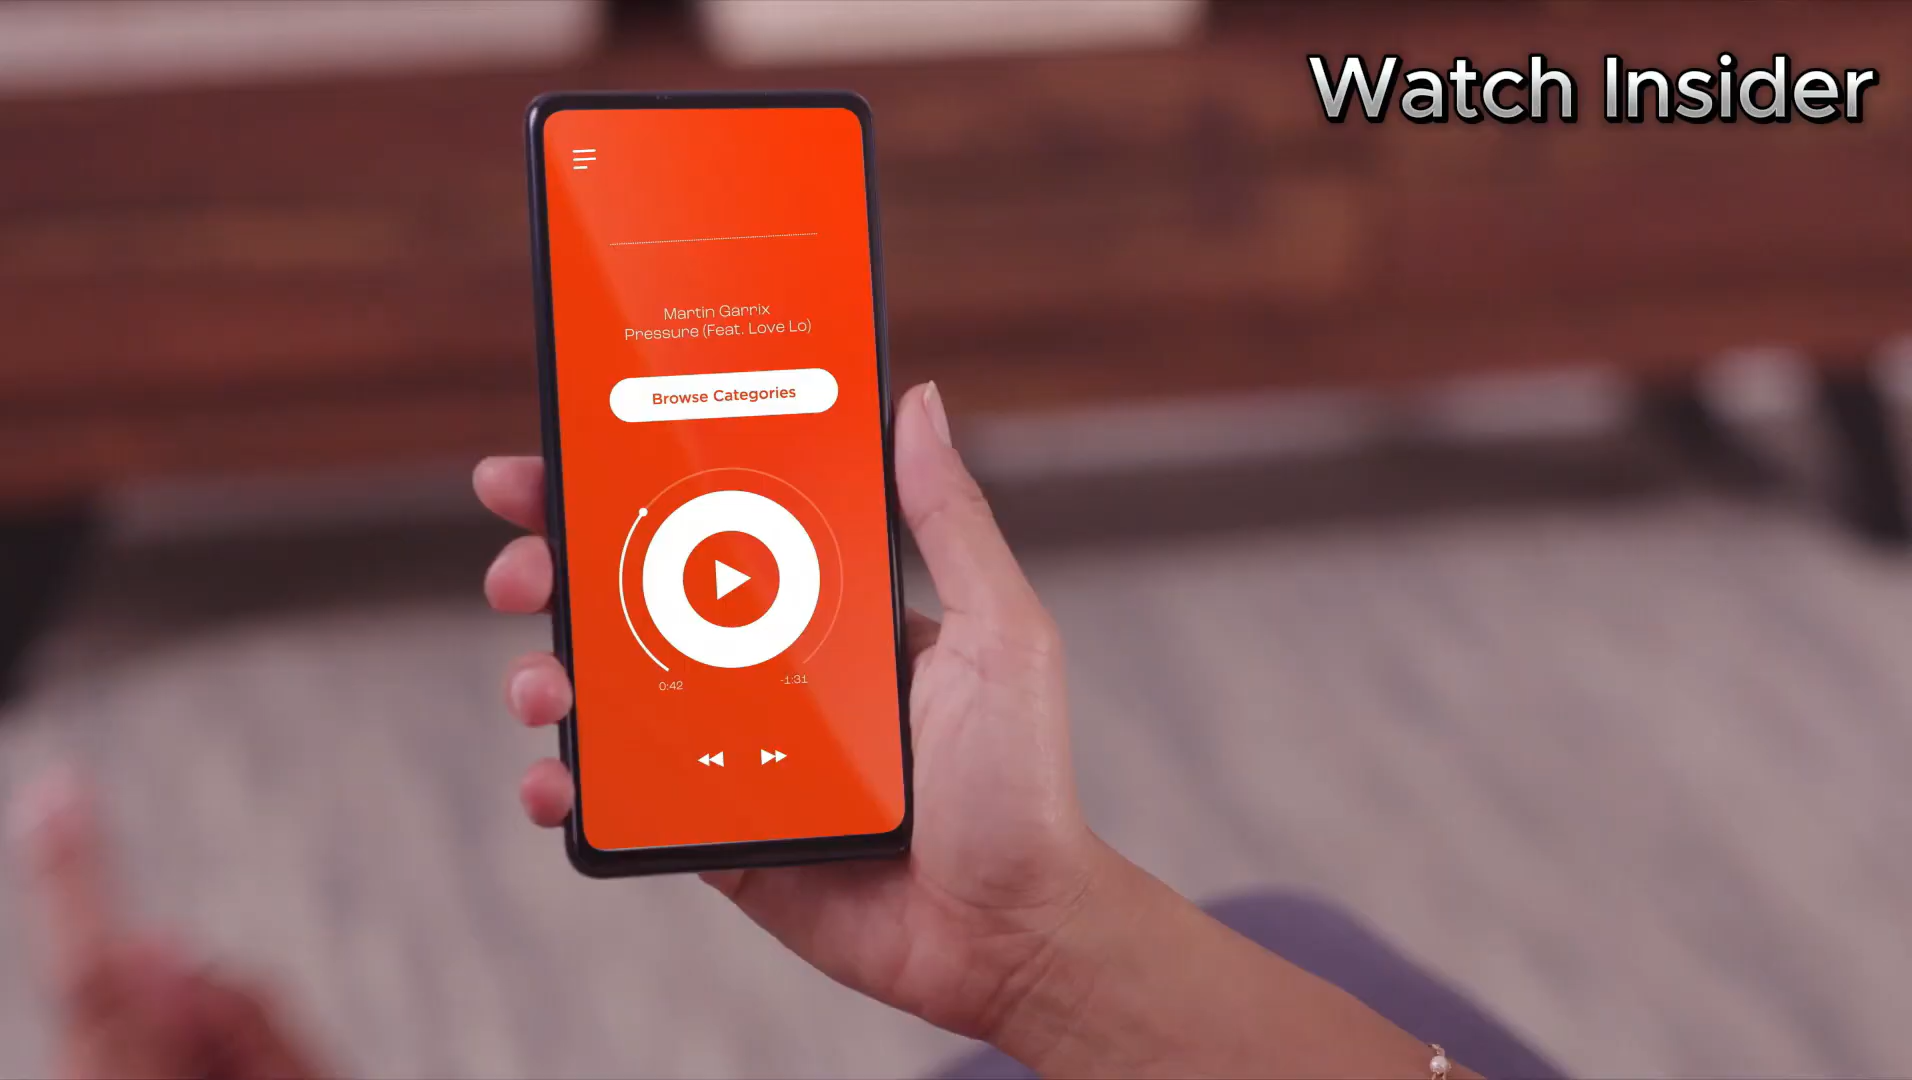 Watch Insider
Martin Garrix
Pressure (Feat. Love Lo)
Browse Categories
0:42
-1:31